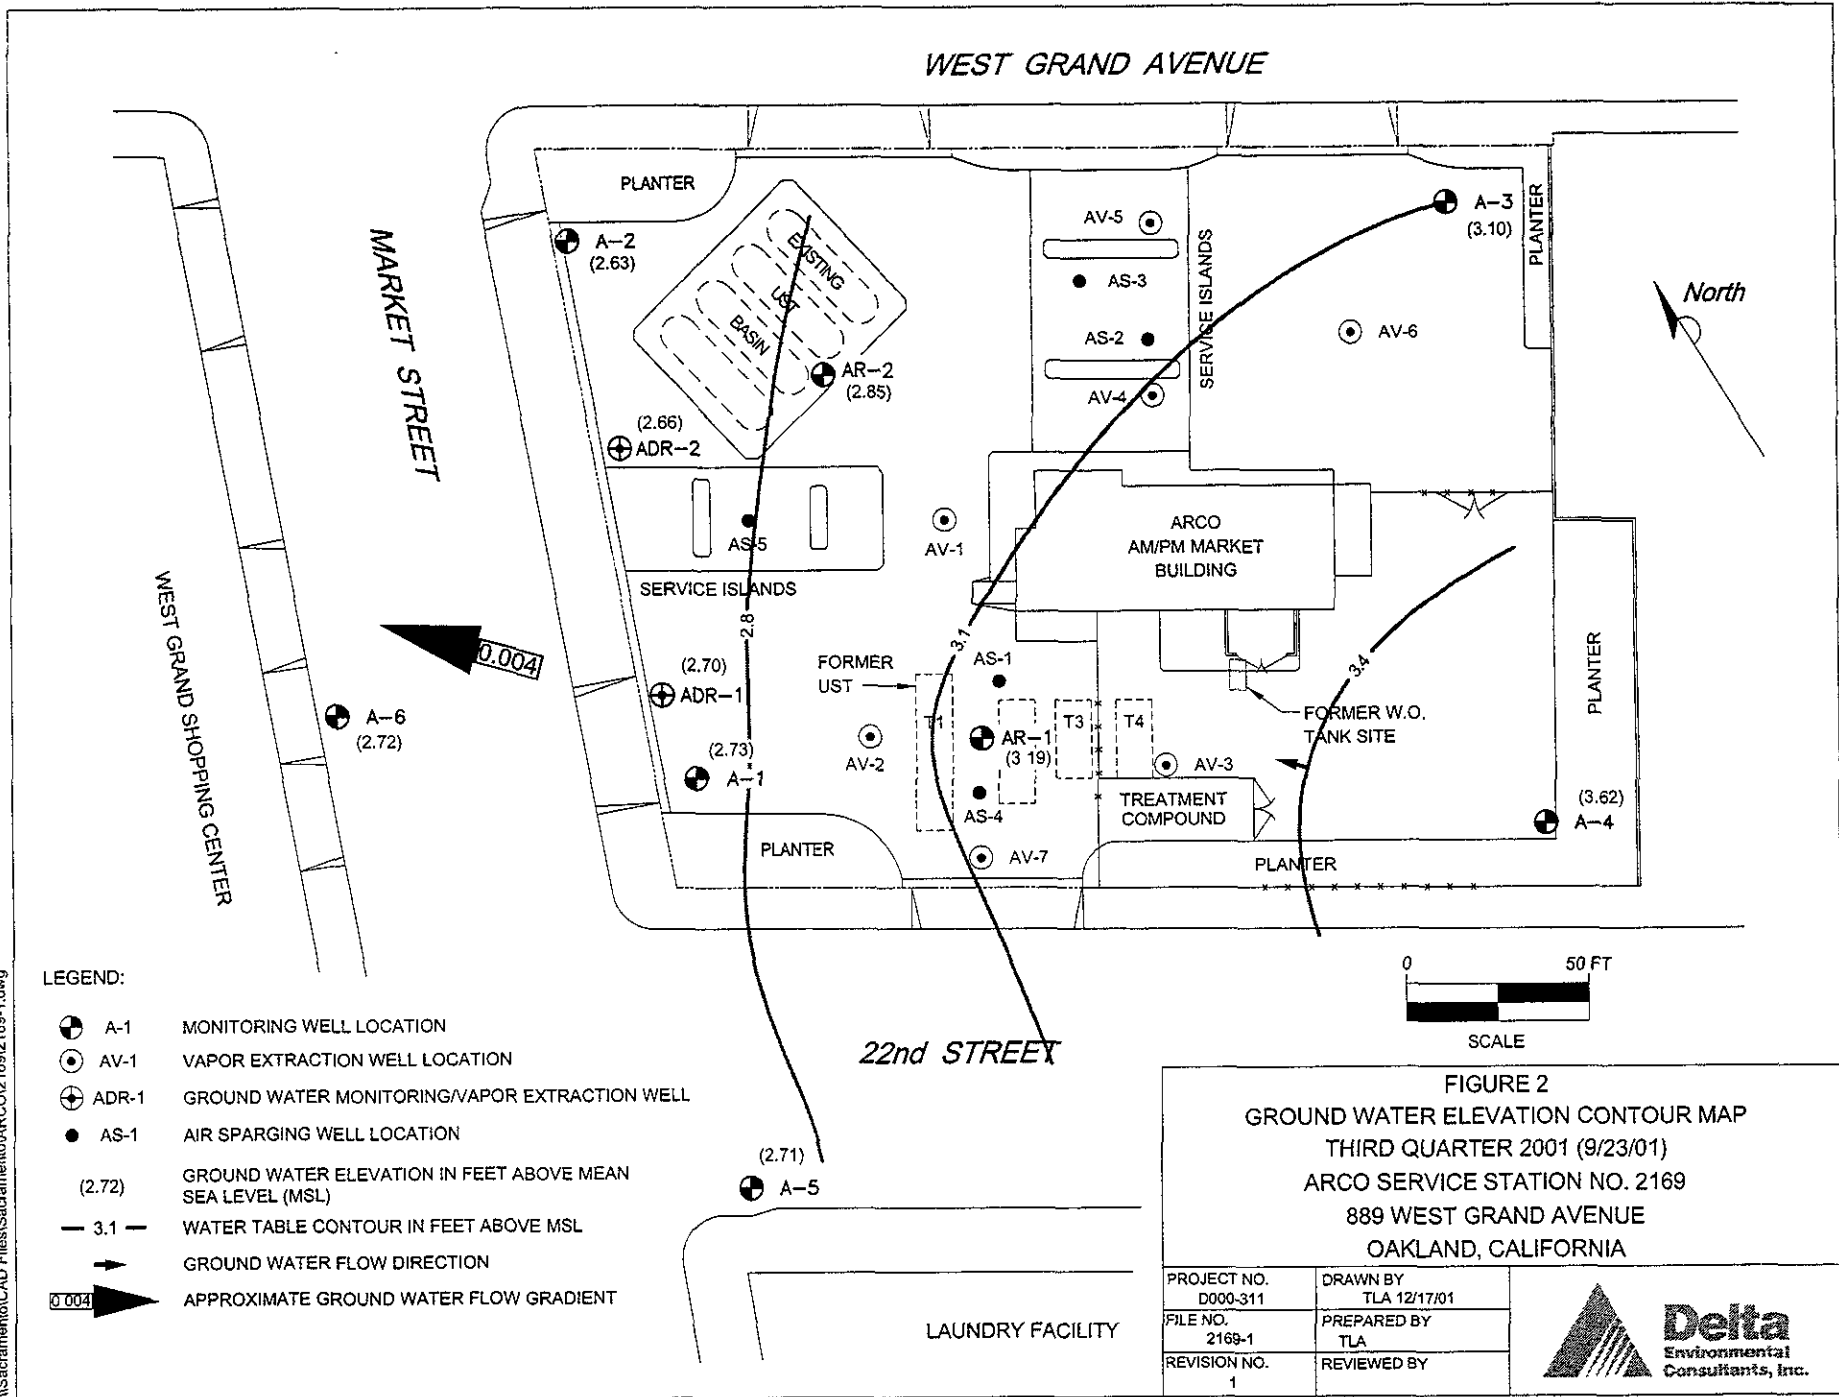 WEST GRAND AVENUE
PLANTER
A-2
(2.63)
MARKET STREET
EXISTING
UST
BASIN
AR-2
(2.85)
(2.66)
ADR-2
AV-5
AS-3
AS-2
AV-4
SERVICE ISLANDS
A-3
(3.10)
PLANTER
AV-6
North
AS-5
SERVICE ISLANDS
AV-1
ARCO
AM/PM MARKET
BUILDING
WEST GRAND SHOPPING CENTER
0.004
2.8
3.1
3.4
(2.70)
ADR-1
FORMER
UST
AS-1
A-6
(2.72)
(2.73)
A-1
AV-2
T1
AR-1
(3 19)
T3
T4
AV-3
FORMER W.O.
TANK SITE
PLANTER
AS-4
TREATMENT
COMPOUND
(3.62)
A-4
PLANTER
AV-7
PLANTER
22nd STREET
0 50 FT
SCALE
(2.71)
A-5
LAUNDRY FACILITY
LEGEND:
A-1 MONITORING WELL LOCATION
AV-1 VAPOR EXTRACTION WELL LOCATION
ADR-1 GROUND WATER MONITORING/VAPOR EXTRACTION WELL
AS-1 AIR SPARGING WELL LOCATION
(2.72) GROUND WATER ELEVATION IN FEET ABOVE MEAN
SEA LEVEL (MSL)
3.1 WATER TABLE CONTOUR IN FEET ABOVE MSL
GROUND WATER FLOW DIRECTION
0 004 APPROXIMATE GROUND WATER FLOW GRADIENT
FIGURE 2
GROUND WATER ELEVATION CONTOUR MAP
THIRD QUARTER 2001 (9/23/01)
ARCO SERVICE STATION NO. 2169
889 WEST GRAND AVENUE
OAKLAND, CALIFORNIA
PROJECT NO.
D000-311
DRAWN BY
TLA 12/17/01
FILE NO.
2169-1
PREPARED BY
TLA
REVISION NO.
1
REVIEWED BY
Delta
Environmental
Consultants, Inc.